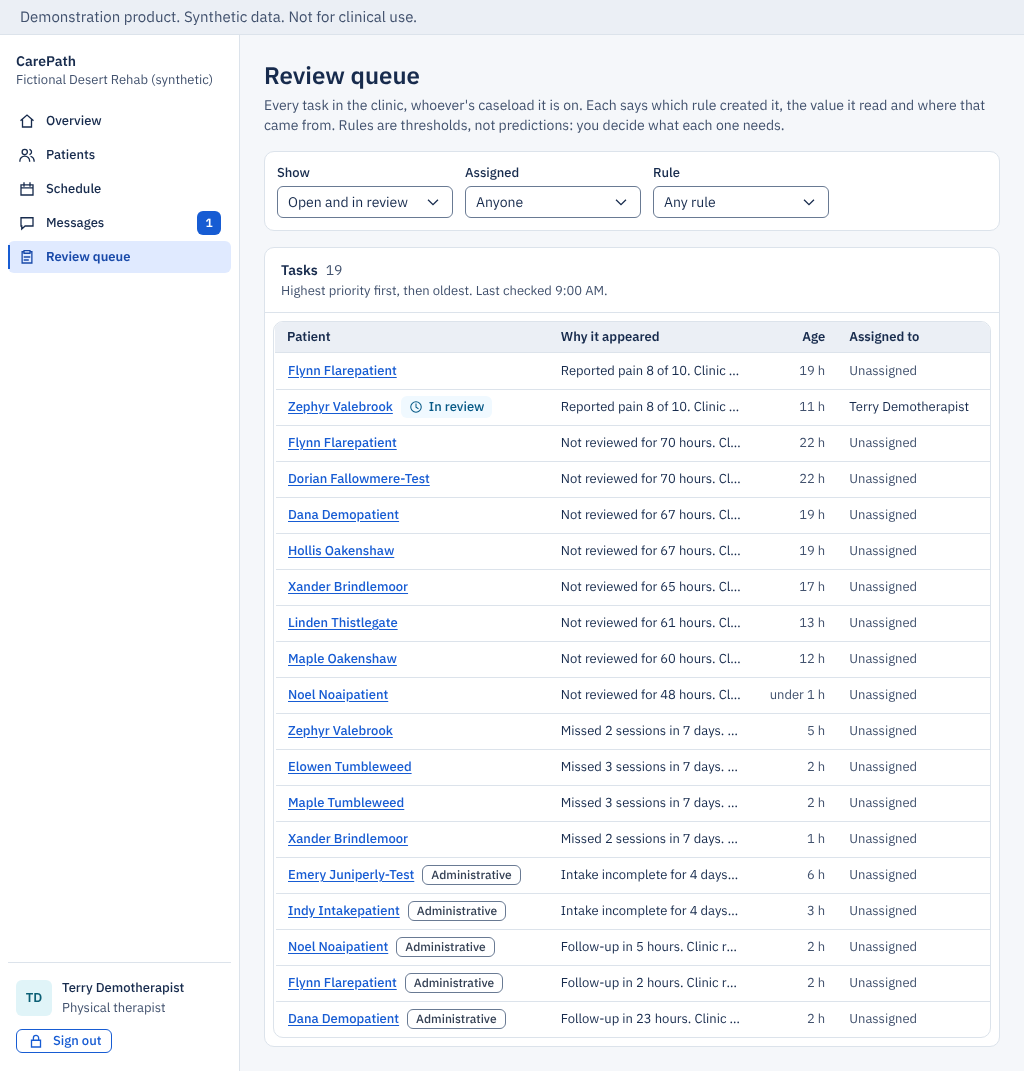 Demonstration product. Synthetic data. Not for clinical use.
CarePath
Fictional Desert Rehab (synthetic)
Overview
Patients
Schedule
Messages 1
Review queue
TD
Terry Demotherapist
Physical therapist
Sign out
Review queue
Every task in the clinic, whoever's caseload it is on. Each says which rule created it, the value it read and where that
came from. Rules are thresholds, not predictions: you decide what each one needs.
Show Assigned Rule
Open and in review Anyone Any rule
Tasks 19
Highest priority first, then oldest. Last checked 9:00 AM.
Patient Why it appeared Age Assigned to
Flynn Flarepatient Reported pain 8 of 10. Clinic ... 19 h Unassigned
Zephyr Valebrook In review Reported pain 8 of 10. Clinic ... 11 h Terry Demotherapist
Flynn Flarepatient Not reviewed for 70 hours. Cl... 22 h Unassigned
Dorian Fallowmere-Test Not reviewed for 70 hours. Cl... 22 h Unassigned
Dana Demopatient Not reviewed for 67 hours. Cl... 19 h Unassigned
Hollis Oakenshaw Not reviewed for 67 hours. Cl... 19 h Unassigned
Xander Brindlemoor Not reviewed for 65 hours. Cl... 17 h Unassigned
Linden Thistlegate Not reviewed for 61 hours. Cl... 13 h Unassigned
Maple Oakenshaw Not reviewed for 60 hours. Cl... 12 h Unassigned
Noel Noaipatient Not reviewed for 48 hours. Cl... under 1 h Unassigned
Zephyr Valebrook Missed 2 sessions in 7 days. ... 5 h Unassigned
Elowen Tumbleweed Missed 3 sessions in 7 days. ... 2 h Unassigned
Maple Tumbleweed Missed 3 sessions in 7 days. ... 2 h Unassigned
Xander Brindlemoor Missed 2 sessions in 7 days. ... 1 h Unassigned
Emery Juniperly-Test Administrative Intake incomplete for 4 days... 6 h Unassigned
Indy Intakepatient Administrative Intake incomplete for 4 days... 3 h Unassigned
Noel Noaipatient Administrative Follow-up in 5 hours. Clinic r... 2 h Unassigned
Flynn Flarepatient Administrative Follow-up in 2 hours. Clinic r... 2 h Unassigned
Dana Demopatient Administrative Follow-up in 23 hours. Clinic ... 2 h Unassigned